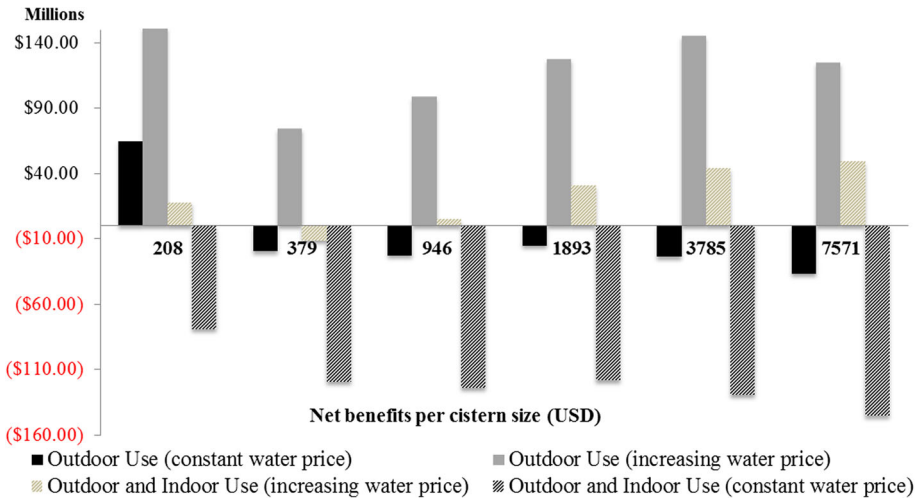 Millions
$140.00
$90.00
$40.00
($10.00)
208 379 946 1893 3785 7571
($60.00)
($110.00)
Net benefits per cistern size (USD)
($160.00)
Outdoor Use (constant water price) Outdoor Use (increasing water price)
Outdoor and Indoor Use (increasing water price) Outdoor and Indoor Use (constant water price)